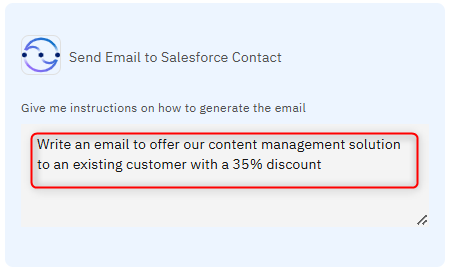 Send Email to Salesforce Contact
Give me instructions on how to generate the email
Write an email to offer our content management solution
to an existing customer with a 35% discount